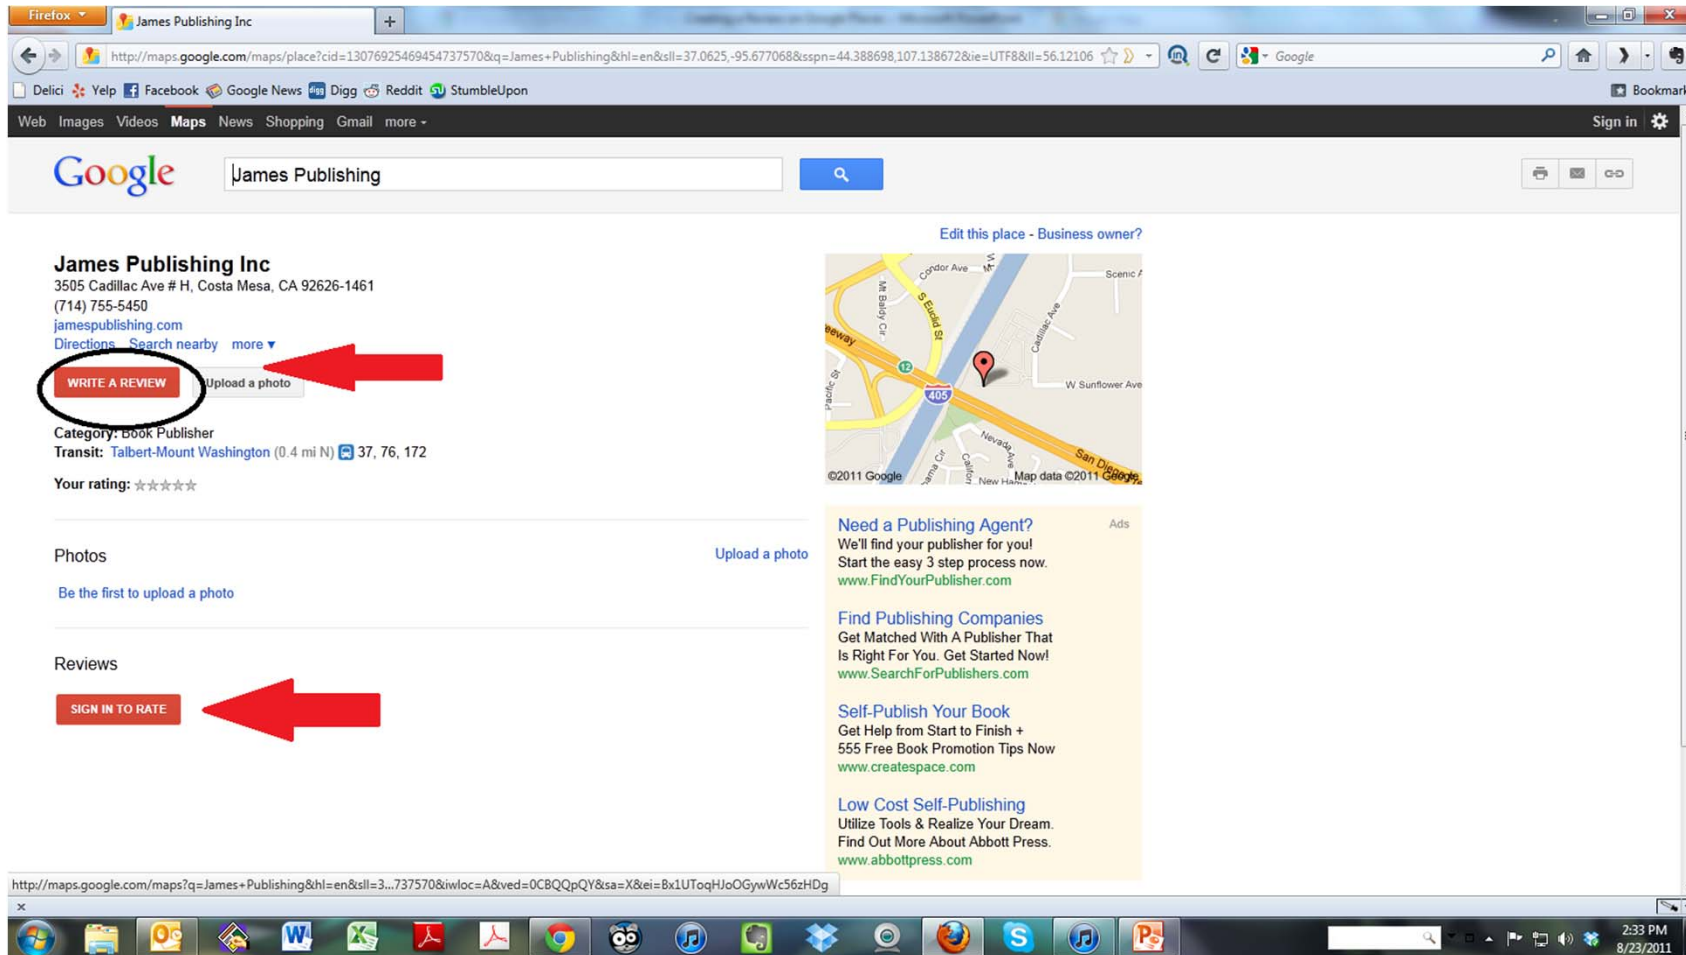 Firefox
James Publishing Inc
+
http://maps.google.com/maps/place?cid=13076925469454737570&q=James+Publishing&hl=en&sll=37.0625,-95.677068&sspn=44.388698,107.138672&ie=UTF8&ll=56.12106
Google
Delici Yelp Facebook Google News Digg Reddit StumbleUpon
Bookmark
Web Images Videos Maps News Shopping Gmail more
Sign in
Google
James Publishing
Edit this place - Business owner?
James Publishing Inc
3505 Cadillac Ave # H, Costa Mesa, CA 92626-1461
(714) 755-5450
jamespublishing.com
Directions Search nearby more ▼
WRITE A REVIEW
Upload a photo
Category: Book Publisher
Transit: Talbert-Mount Washington (0.4 mi N) 37, 76, 172
Your rating:
Condor Ave
Scenic
Mt Baldy Cir
S Euclid St
Cadillac Ave
12
405
Pacific St
W Sunflower Ave
Nevada Ave
San Diego
©2011 Google
Map data ©2011 Google
Photos
Upload a photo
Be the first to upload a photo
Reviews
SIGN IN TO RATE
Need a Publishing Agent?
Ads
We'll find your publisher for you!
Start the easy 3 step process now.
www.FindYourPublisher.com
Find Publishing Companies
Get Matched With A Publisher That
Is Right For You. Get Started Now!
www.SearchForPublishers.com
Self-Publish Your Book
Get Help from Start to Finish +
555 Free Book Promotion Tips Now
www.createspace.com
Low Cost Self-Publishing
Utilize Tools & Realize Your Dream.
Find Out More About Abbott Press.
www.abbottpress.com
http://maps.google.com/maps?q=James+Publishing&hl=en&sll=3...737570&iwloc=A&ved=0CBQQpQY&sa=X&ei=Bx1UToqHJoOGywWc56zHDg
x
2:33 PM
8/23/2011